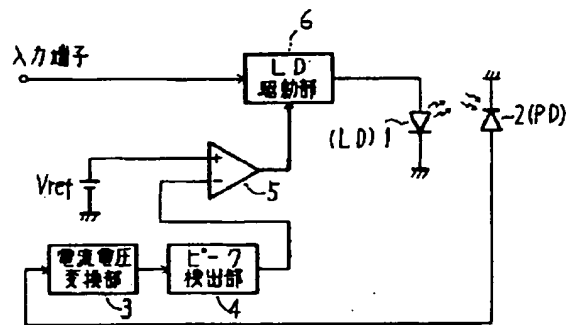 6
入力端子
LD
駆動部
(LD)1
2(PD)
+
-
5
Vref
電流電圧
変換部
3
ピーク
検出部
4